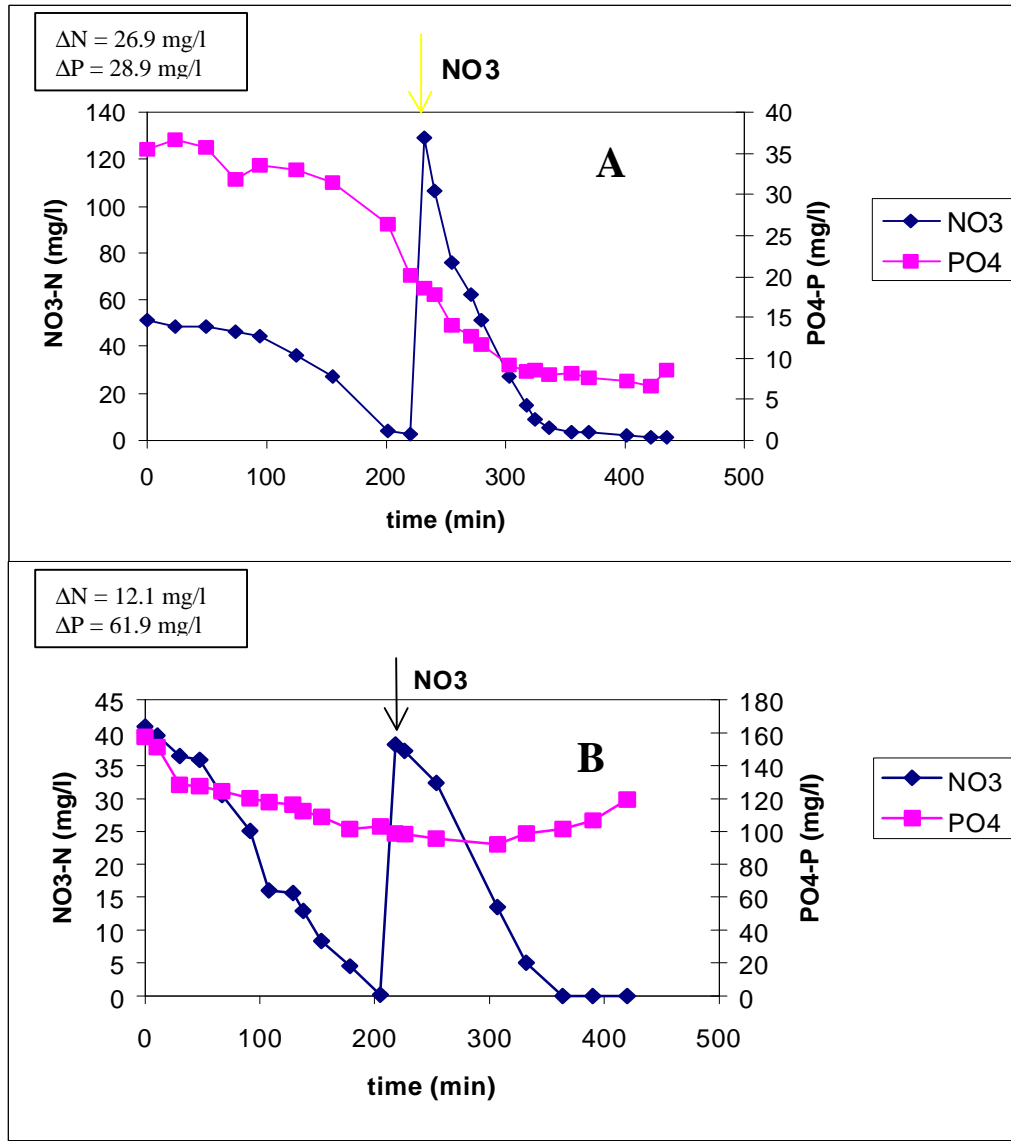 ΔN = 26.9 mg/l
ΔP = 28.9 mg/l
NO3
A
NO3-N (mg/l)
140
120
100
80
60
40
20
0
PO4-P (mg/l)
40
35
30
25
20
15
10
5
0
0 100 200 300 400 500
time (min)
NO3
PO4
ΔN = 12.1 mg/l
ΔP = 61.9 mg/l
NO3
B
NO3-N (mg/l)
45
40
35
30
25
20
15
10
5
0
PO4-P (mg/l)
180
160
140
120
100
80
60
40
20
0
0 100 200 300 400 500
time (min)
NO3
PO4